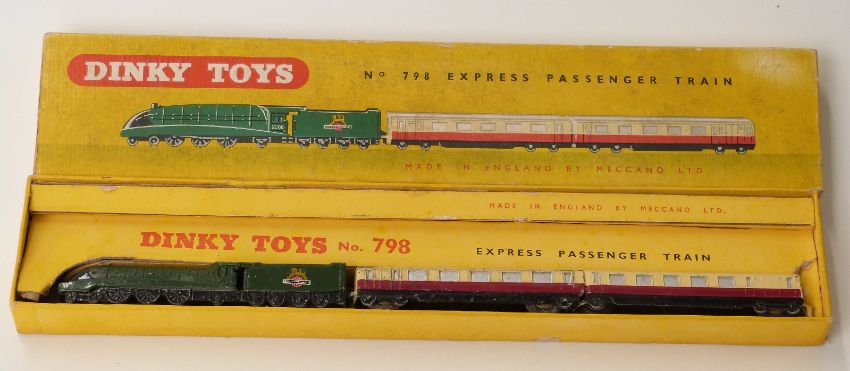 DINKY TOYS
No 798 EXPRESS PASSENGER TRAIN
MADE IN ENGLAND BY MECCANO LTD
MADE IN ENGLAND BY MECCANO LTD.
DINKY TOYS No. 798
EXPRESS PASSENGER TRAIN